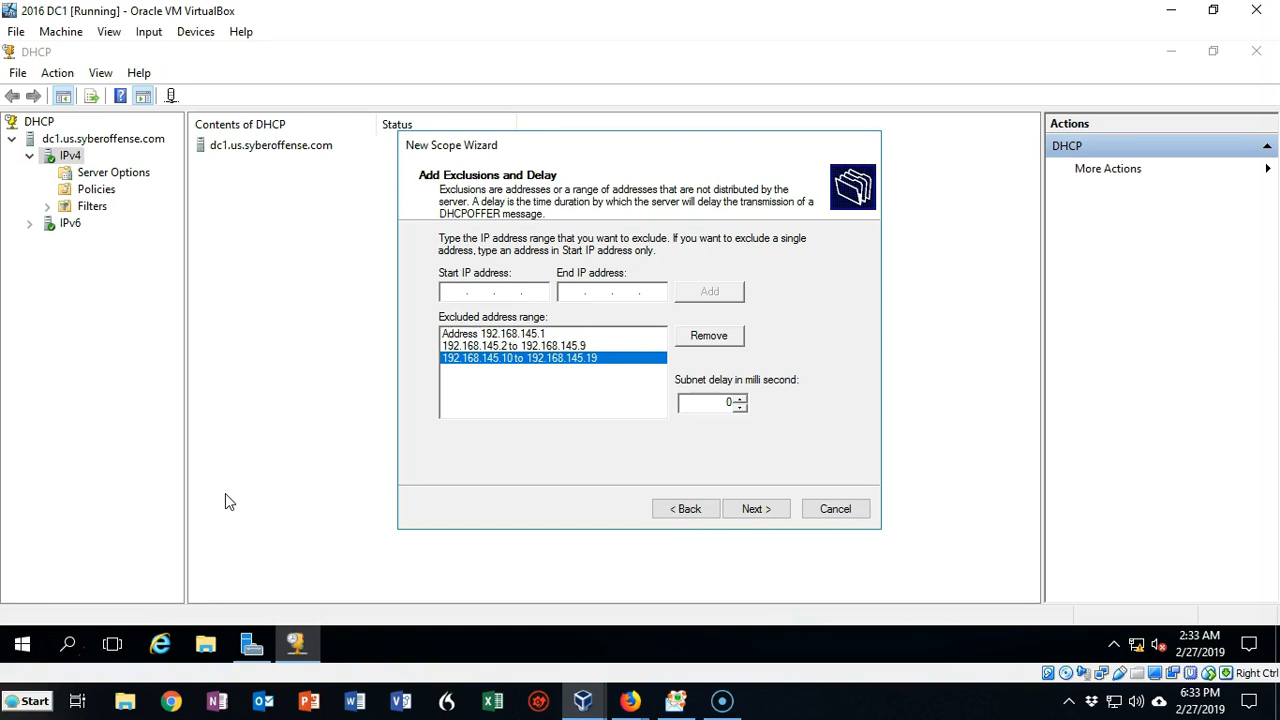 2016 DC1 [Running] - Oracle VM VirtualBox
File Machine View Input Devices Help
DHCP
File Action View Help
DHCP
dc1.us.syberoffense.com
IPv4
Server Options
Policies
Filters
IPv6
Contents of DHCP Status
dc1.us.syberoffense.com
New Scope Wizard
Add Exclusions and Delay
Exclusions are addresses or a range of addresses that are not distributed by the
server. A delay is the time duration by which the server will delay the transmission of a
DHCPOFFER message.
Type the IP address range that you want to exclude. If you want to exclude a single
address, type an address in Start IP address only.
Start IP address: End IP address:
Add
Excluded address range:
Address 192.168.145.1
192.168.145.2 to 192.168.145.9
192.168.145.10 to 192.168.145.19
Remove
Subnet delay in milli second:
0
< Back Next > Cancel
Actions
DHCP
More Actions
2:33 AM
2/27/2019
Right Ctrl
Start
6:33 PM
2/27/2019